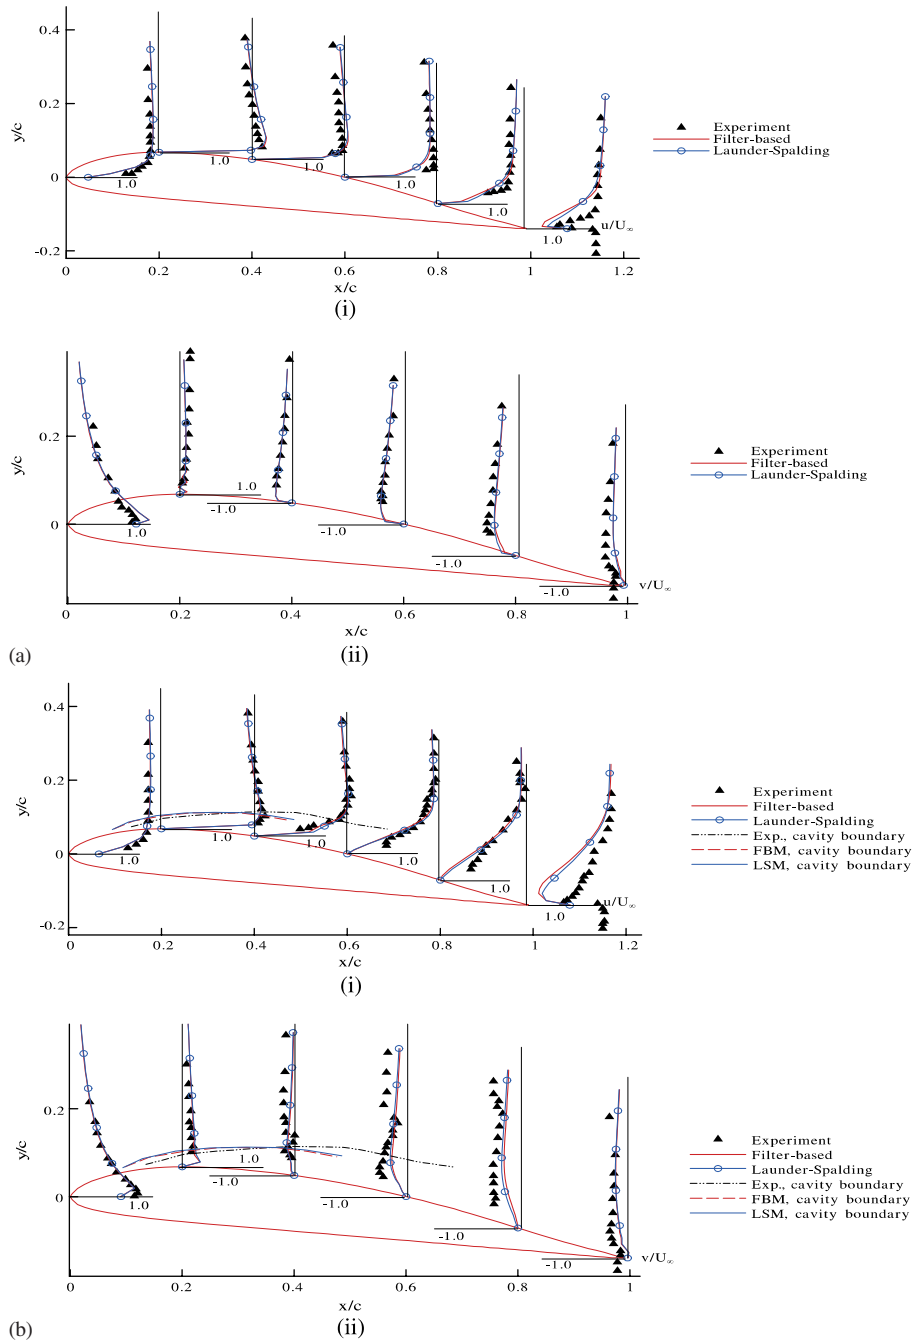 0.4
0.2
0
-0.2
y/c
1.0
1.0
1.0
1.0
1.0
1.0
u/U∞
0
0.2
0.4
0.6
0.8
1
1.2
x/c
Experiment
Filter-based
Launder-Spalding
(i)
0.2
0
y/c
1.0
1.0
-1.0
-1.0
-1.0
-1.0
v/U∞
0
0.2
0.4
0.6
0.8
1
x/c
Experiment
Filter-based
Launder-Spalding
(a)
(ii)
0.4
0.2
0
-0.2
y/c
1.0
1.0
1.0
1.0
1.0
1.0
u/U∞
0
0.2
0.4
0.6
0.8
1
1.2
x/c
Experiment
Filter-based
Launder-Spalding
Exp., cavity boundary
FBM, cavity boundary
LSM, cavity boundary
(i)
0.2
0
y/c
1.0
1.0
-1.0
-1.0
-1.0
-1.0
v/U∞
0
0.2
0.4
0.6
0.8
1
x/c
Experiment
Filter-based
Launder-Spalding
Exp., cavity boundary
FBM, cavity boundary
LSM, cavity boundary
(b)
(ii)